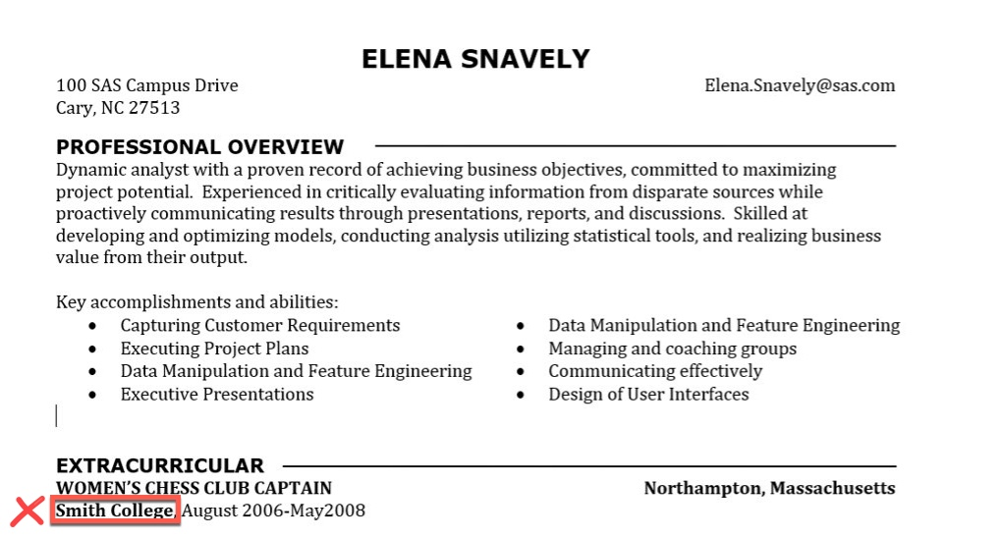 ELENA SNAVELY
100 SAS Campus Drive Elena.Snavely@sas.com
Cary, NC 27513
PROFESSIONAL OVERVIEW
Dynamic analyst with a proven record of achieving business objectives, committed to maximizing
project potential.  Experienced in critically evaluating information from disparate sources while
proactively communicating results through presentations, reports, and discussions.  Skilled at
developing and optimizing models, conducting analysis utilizing statistical tools, and realizing business
value from their output.
Key accomplishments and abilities:
• Capturing Customer Requirements
• Executing Project Plans
• Data Manipulation and Feature Engineering
• Executive Presentations
• Data Manipulation and Feature Engineering
• Managing and coaching groups
• Communicating effectively
• Design of User Interfaces
EXTRACURRICULAR
WOMEN'S CHESS CLUB CAPTAIN Northampton, Massachusetts
Smith College, August 2006-May2008